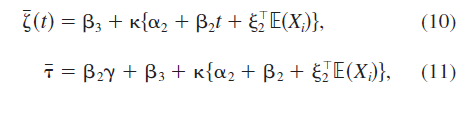 ζ̄(t) = β₃ + κ{α₂ + β₂t + ξ₂ᵀ𝔼(Xᵢ)}, (10)
τ̄ = β₂γ + β₃ + κ{α₂ + β₂ + ξ₂ᵀ𝔼(Xᵢ)}, (11)